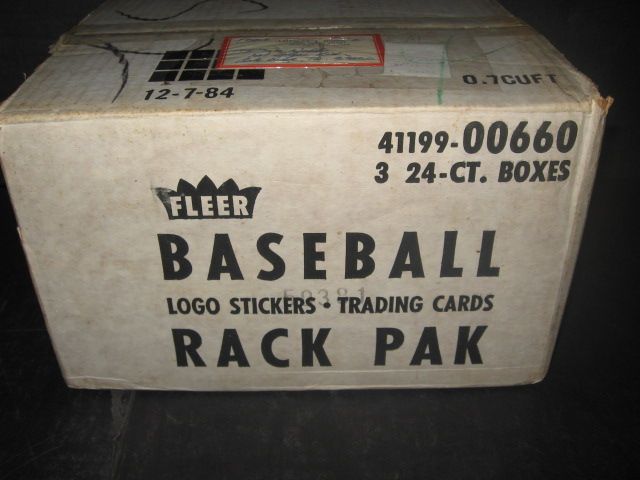 12-7-84
0.7CUFT
41199-00660
3 24-CT. BOXES
FLEER
BASEBALL
50381
LOGO STICKERS • TRADING CARDS
RACK PAK